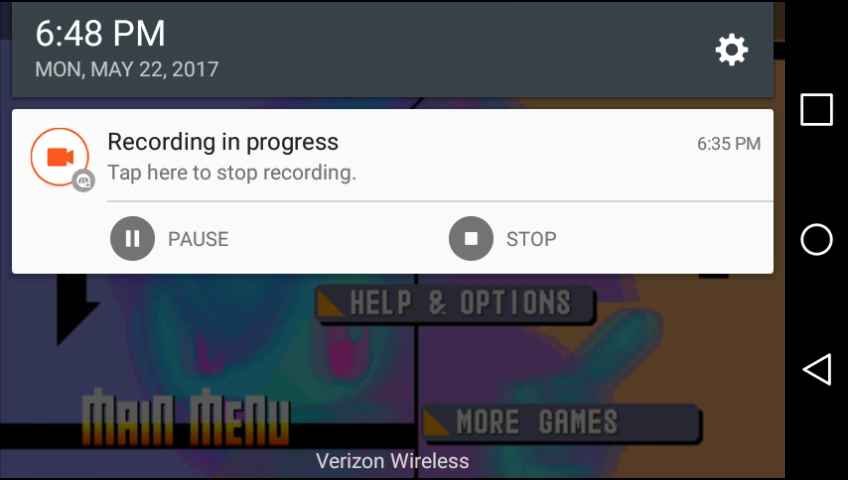 6:48 PM
MON, MAY 22, 2017
Recording in progress
6:35 PM
Tap here to stop recording.
PAUSE
STOP
HELP & OPTIONS
MAIN MENU
MORE GAMES
Verizon Wireless